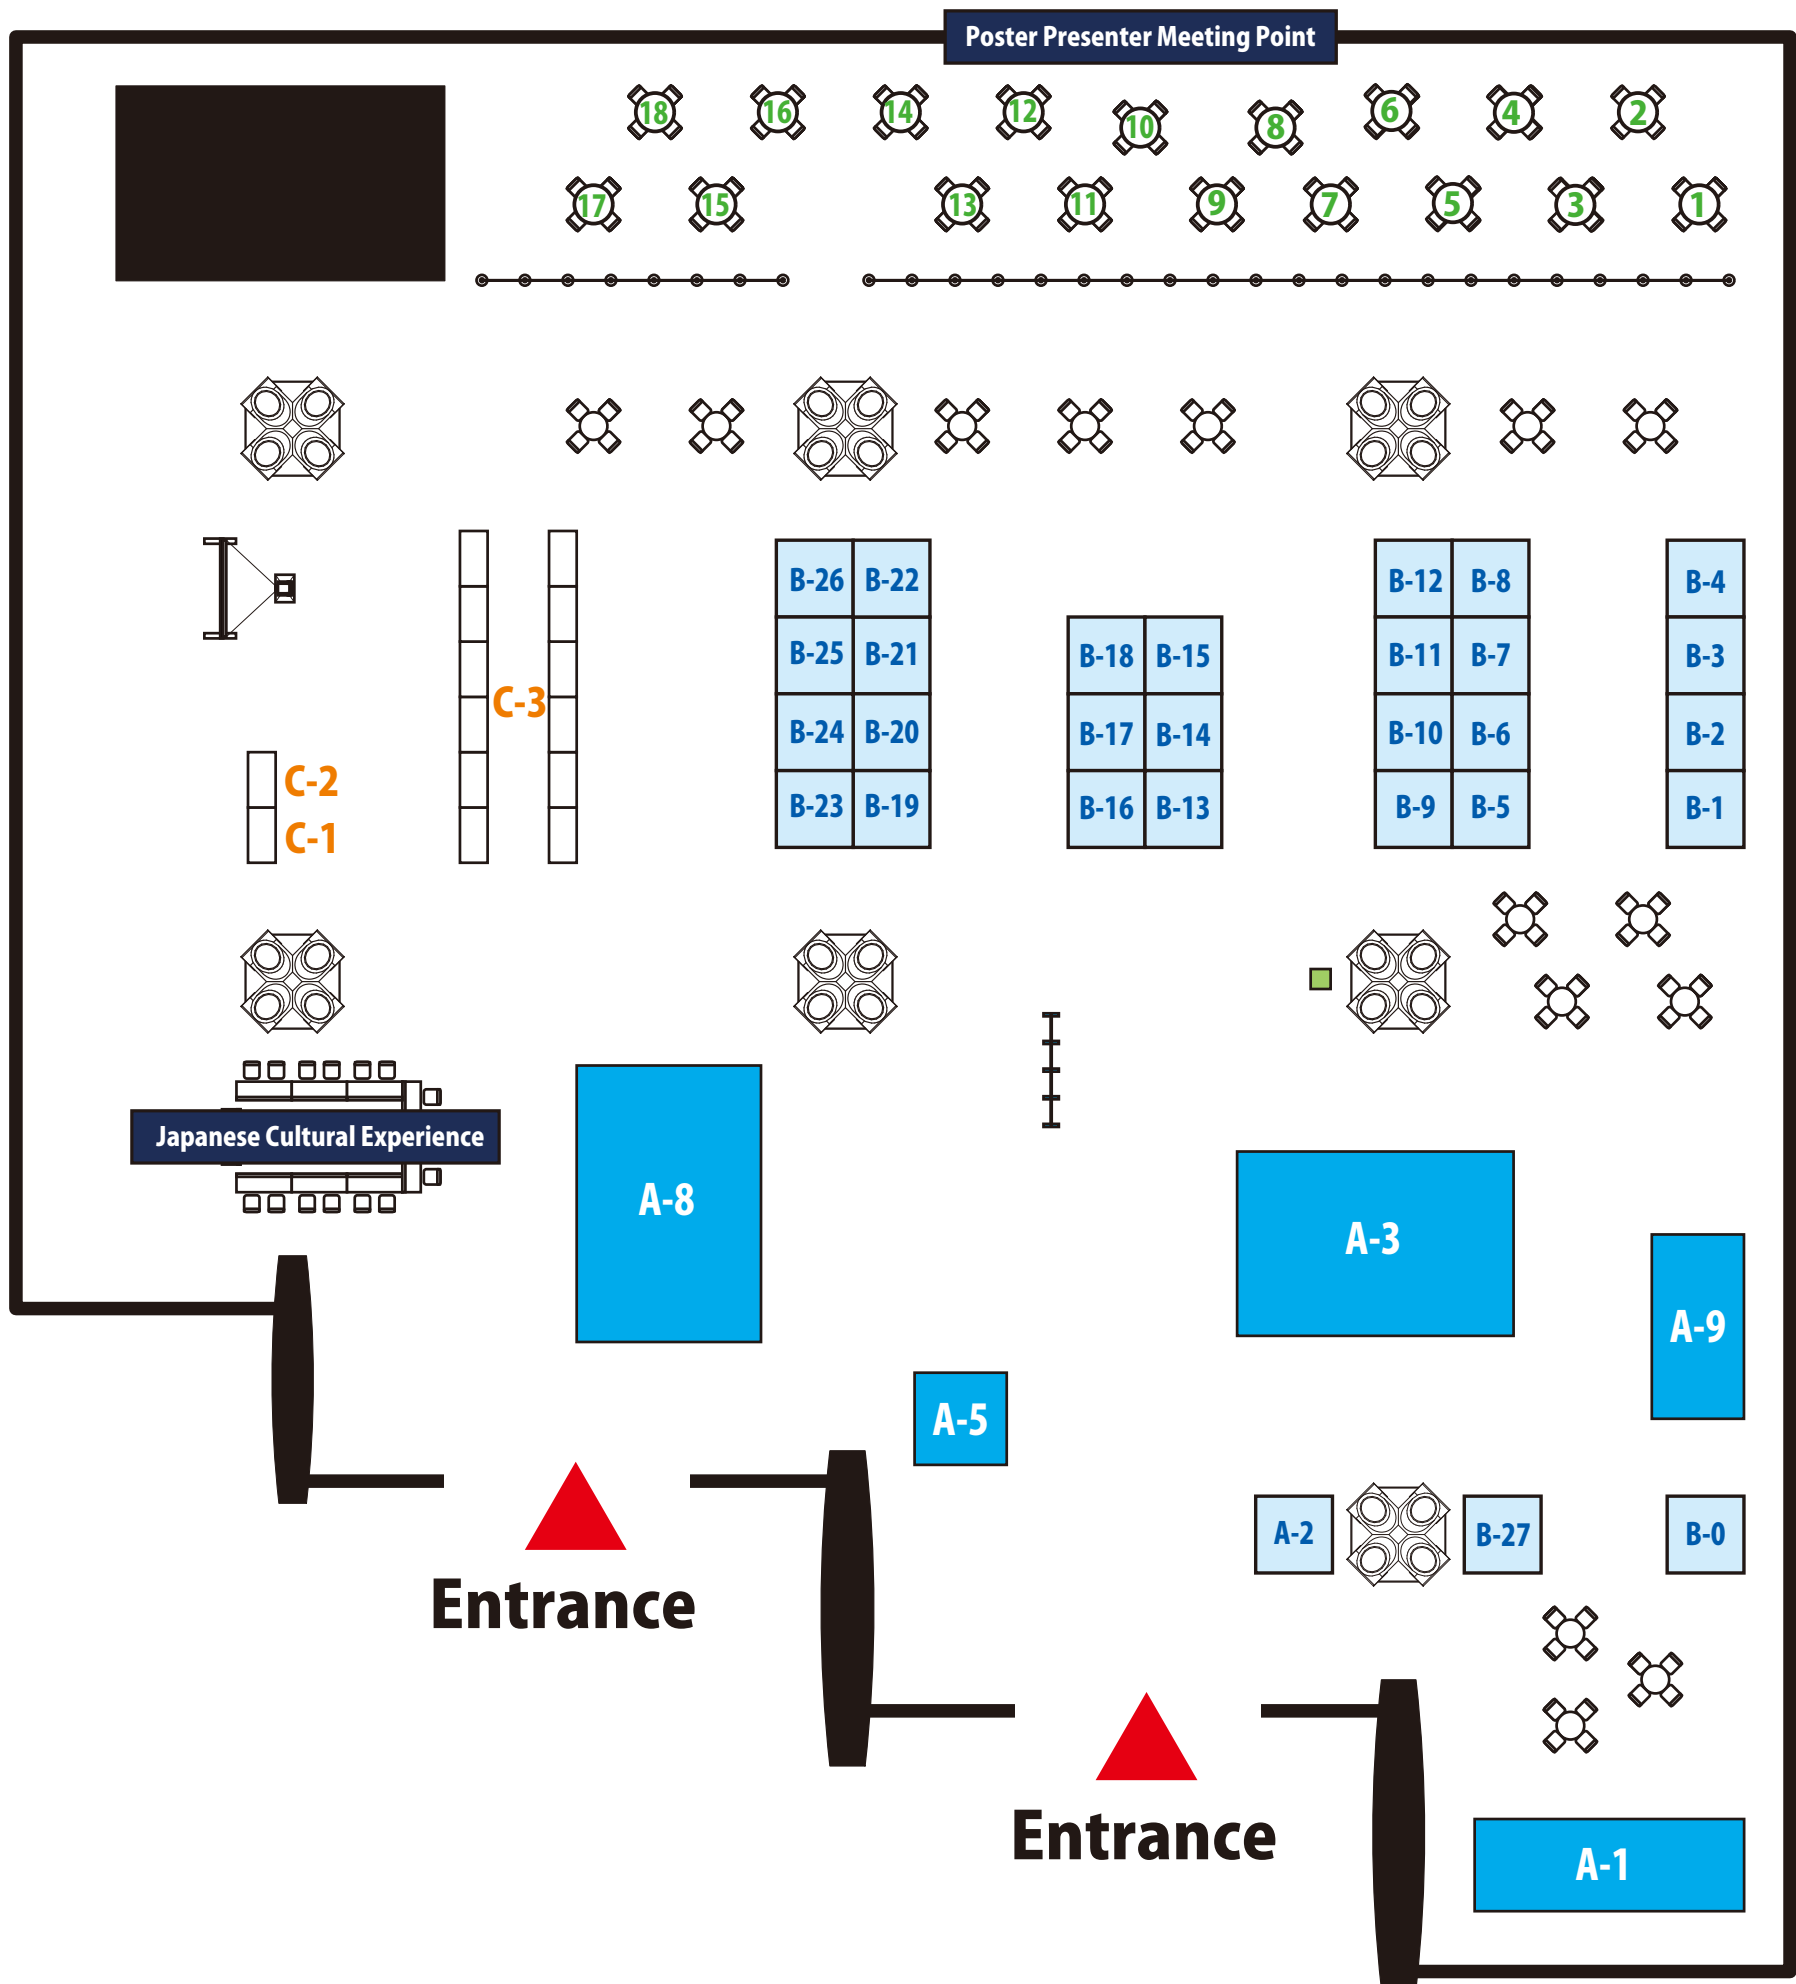 Poster Presenter Meeting Point
18 16 14 12 10 8 6 4 2
17 15 13 11 9 7 5 3 1
B-26 B-22 B-12 B-8 B-4
B-25 B-21 B-18 B-15 B-11 B-7 B-3
C-3
B-24 B-20 B-17 B-14 B-10 B-6 B-2
C-2
B-23 B-19 B-16 B-13 B-9 B-5 B-1
C-1
Japanese Cultural Experience
A-8
A-3
A-9
A-5
A-2 B-27 B-0
Entrance
Entrance
A-1